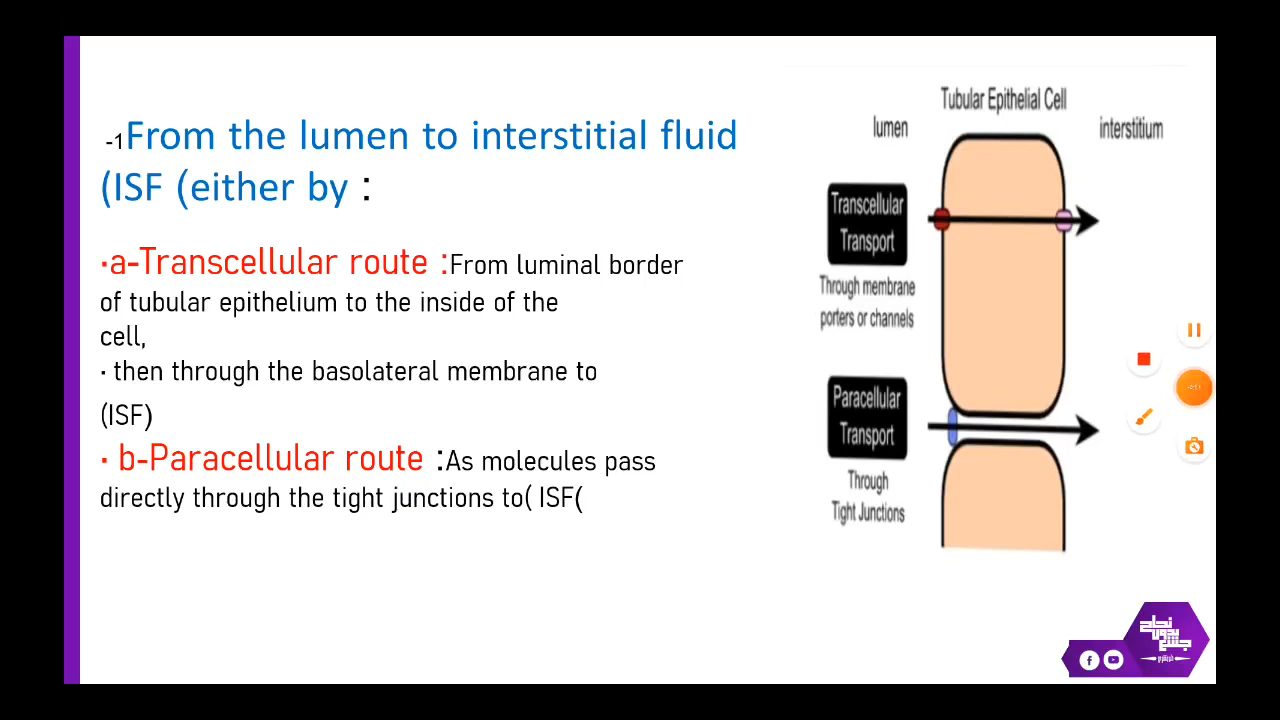 -1From the lumen to interstitial fluid
(ISF (either by :
·a-Transcellular route :From luminal border
of tubular epithelium to the inside of the
cell,
· then through the basolateral membrane to
(ISF)
· b-Paracellular route :As molecules pass
directly through the tight junctions to( ISF(
Tubular Epithelial Cell
lumen
interstitium
Transcellular
Transport
Through membrane
porters or channels
Paracellular
Transport
Through
Tight Junctions
نجاح
بدون
جشع